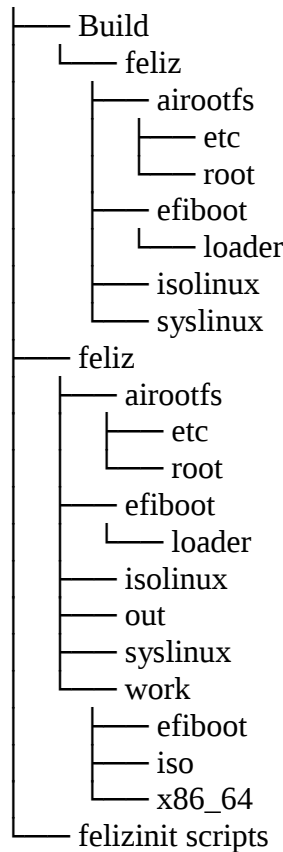 Build
feliz
airootfs
etc
root
efiboot
loader
isolinux
syslinux
feliz
airootfs
etc
root
efiboot
loader
isolinux
out
syslinux
work
efiboot
iso
x86_64
felizinit scripts